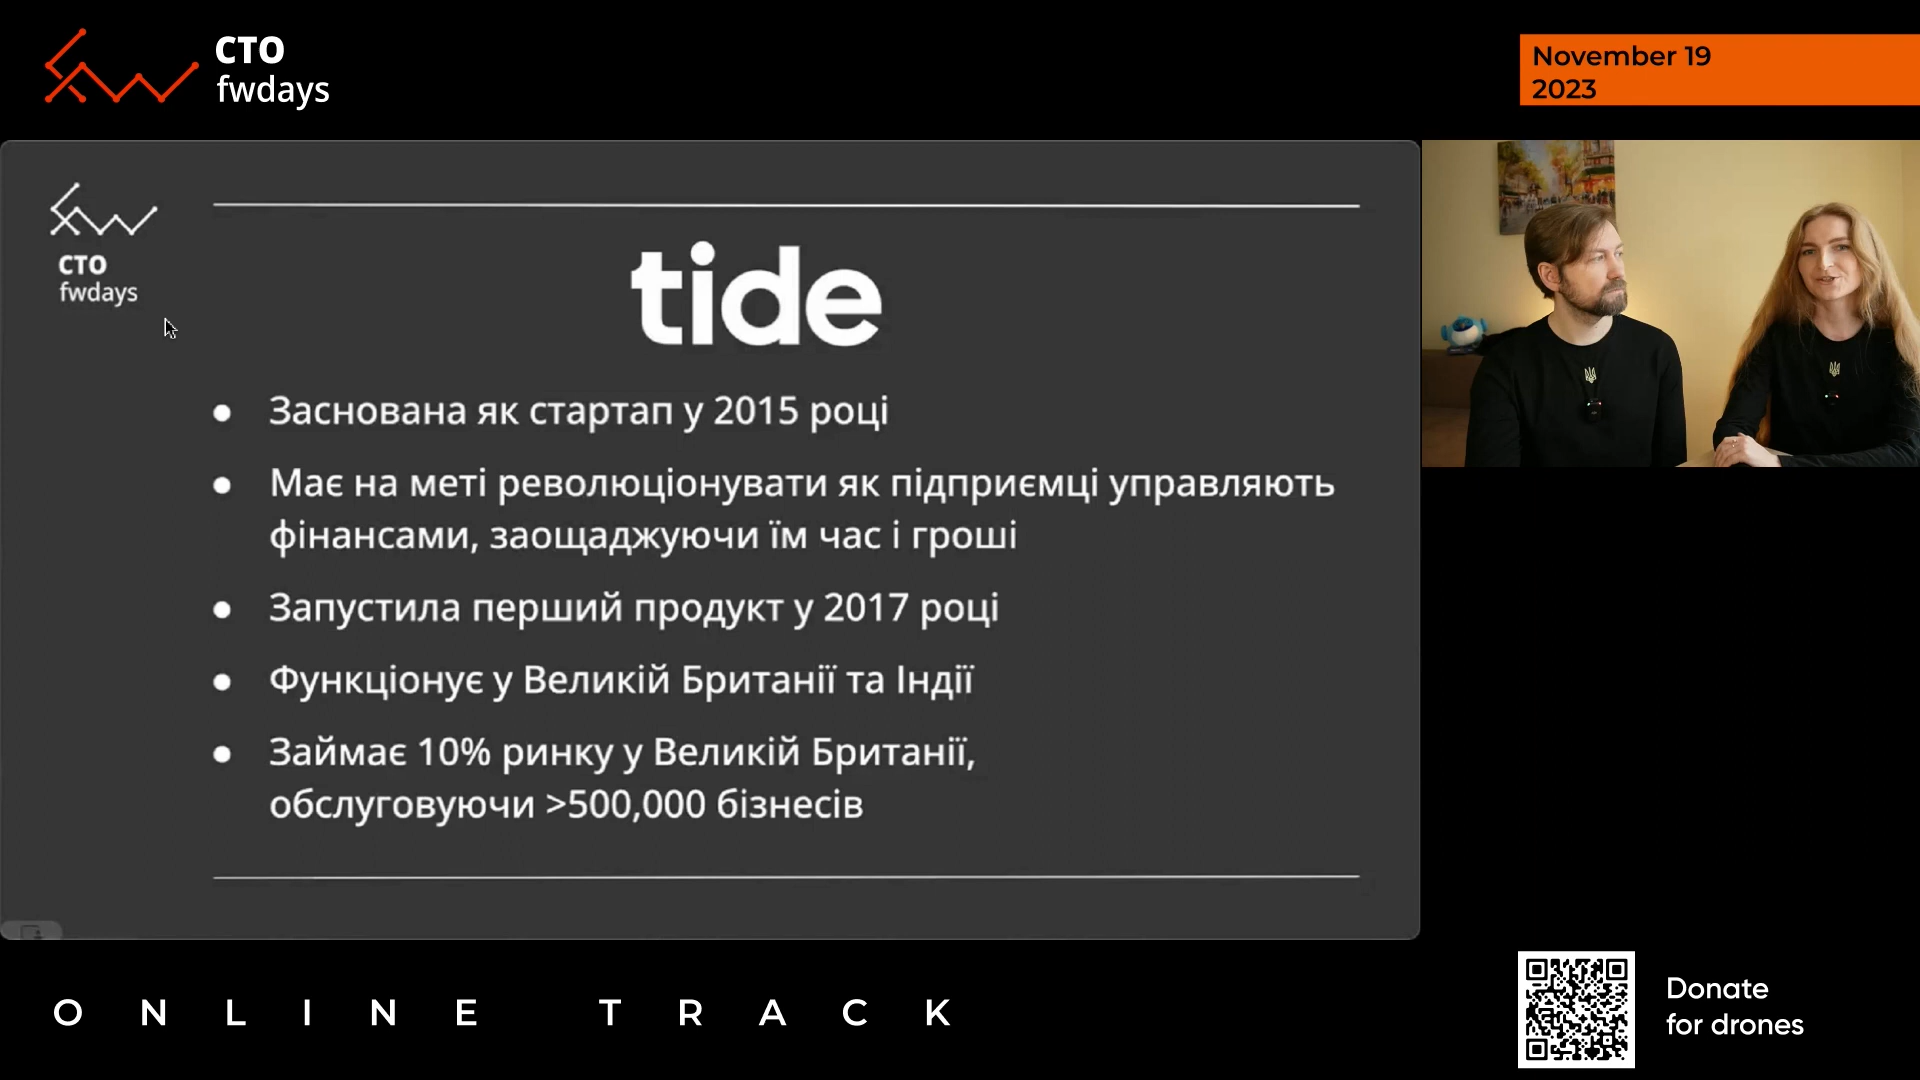 CTO
fwdays
November 19
2023
CTO
fwdays
tide
Заснована як стартап у 2015 році
Має на меті революціонувати як підприємці управляють
фінансами, заощаджуючи їм час і гроші
Запустила перший продукт у 2017 році
Функціонує у Великій Британії та Індії
Займає 10% ринку у Великій Британії,
обслуговуючи >500,000 бізнесів
ONLINE TRACK
Donate
for drones